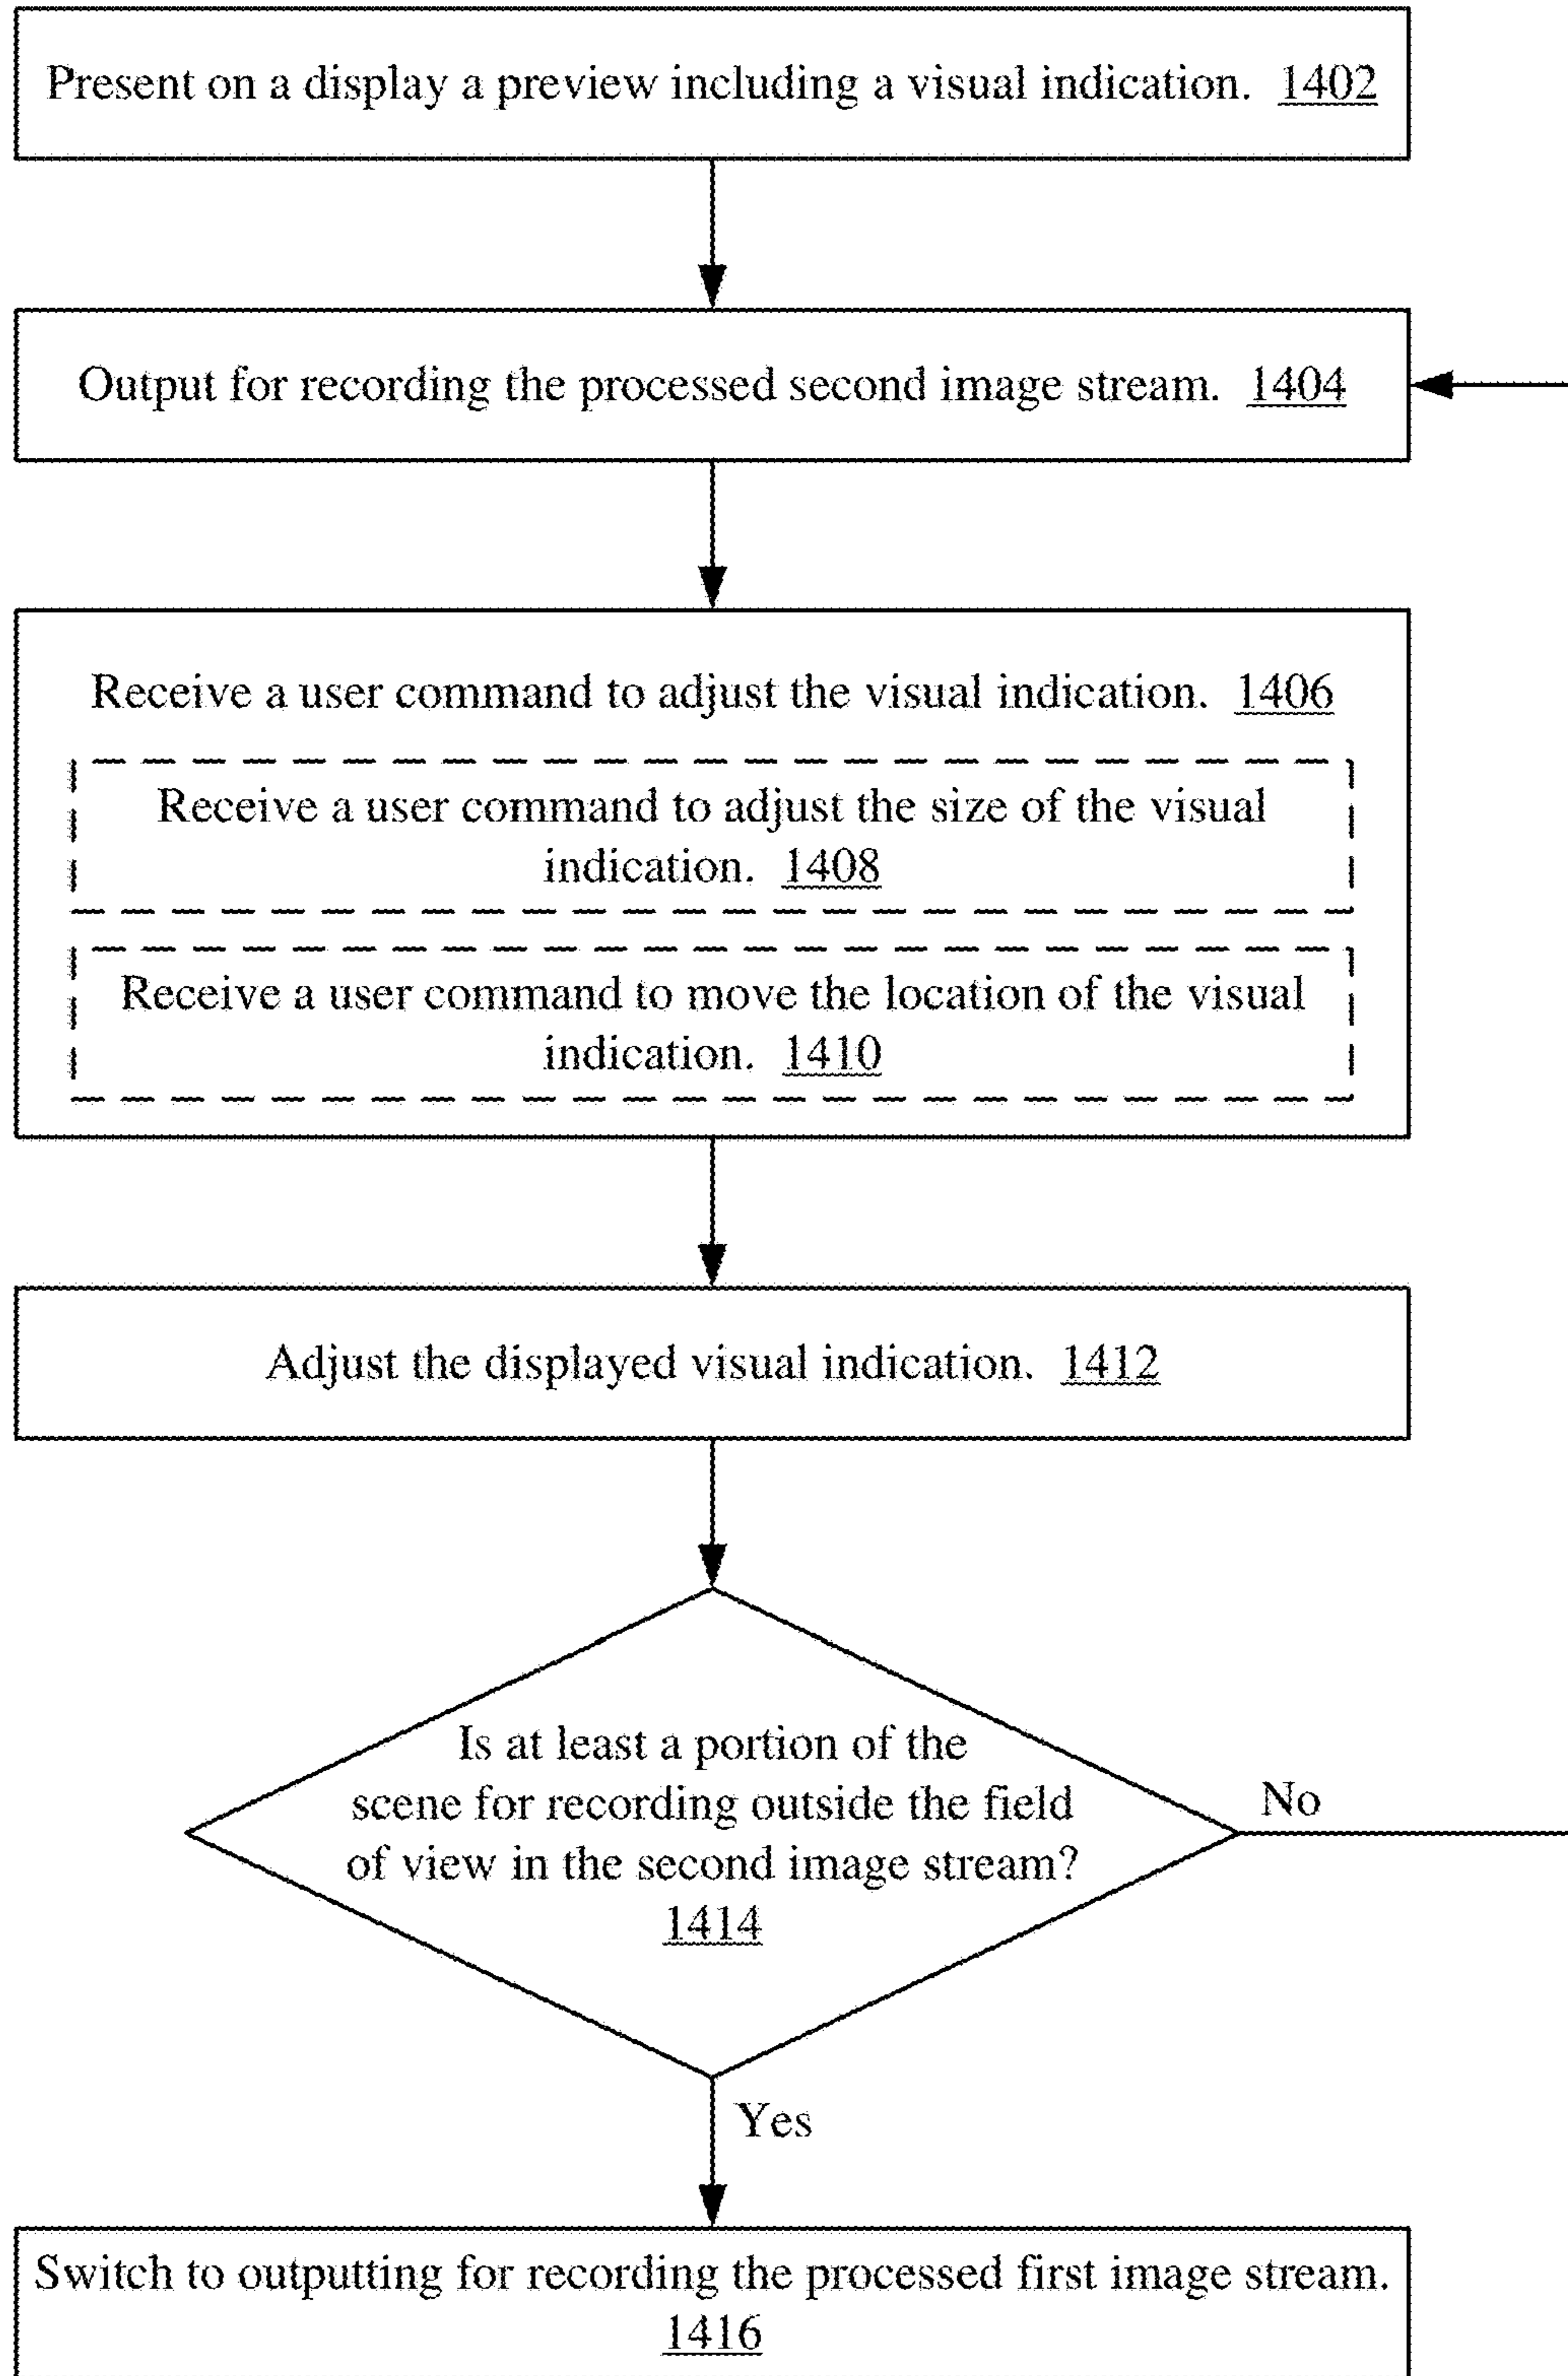 Present on a display a preview including a visual indication. 1402
Output for recording the processed second image stream. 1404
Receive a user command to adjust the visual indication. 1406
Receive a user command to adjust the size of the visual
indication. 1408
Receive a user command to move the location of the visual
indication. 1410
Adjust the displayed visual indication. 1412
Is at least a portion of the
scene for recording outside the field
of view in the second image stream?
1414
No
Yes
Switch to outputting for recording the processed first image stream.
1416